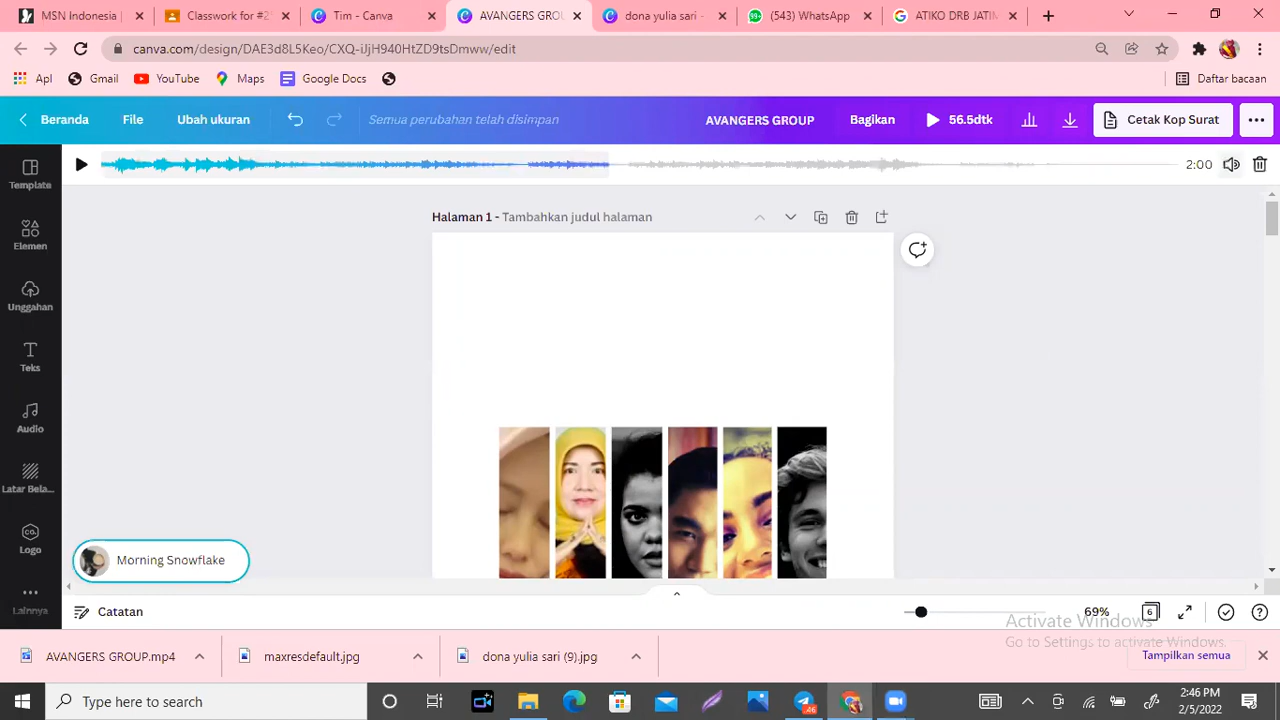 MSN Indonesia
Classwork for #2
Tim - Canva
AVANGERS GROU
dona yulia sari -
(543) WhatsApp
ATIKO DRB JATIM
canva.com/design/DAE3d8L5Keo/CXQ-iJjH940HtZD9tsDmww/edit
Apl
Gmail
YouTube
Maps
Google Docs
Daftar bacaan
Beranda
File
Ubah ukuran
Semua perubahan telah disimpan
AVANGERS GROUP
Bagikan
56.5dtk
Cetak Kop Surat
2:00
Template
Elemen
Unggahan
Teks
Audio
Latar Bela...
Logo
Lainnya
Halaman 1 - Tambahkan judul halaman
Morning Snowflake
Catatan
69%
6
Activate Windows
Go to Settings to activate Windows.
AVANGERS GROUP.mp4
maxresdefault.jpg
dona yulia sari (9).jpg
Tampilkan semua
Type here to search
2:46 PM
2/5/2022